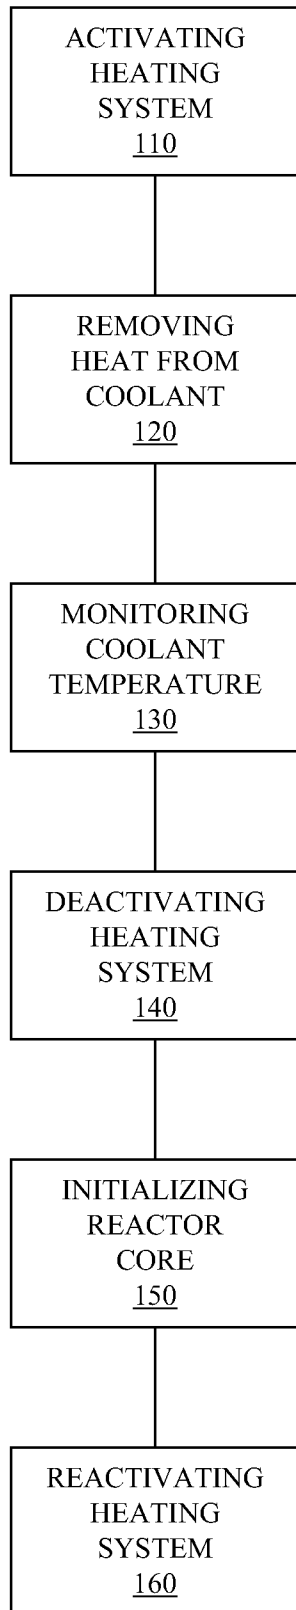 ACTIVATING
HEATING
SYSTEM
110
REMOVING
HEAT FROM
COOLANT
120
MONITORING
COOLANT
TEMPERATURE
130
DEACTIVATING
HEATING
SYSTEM
140
INITIALIZING
REACTOR
CORE
150
REACTIVATING
HEATING
SYSTEM
160